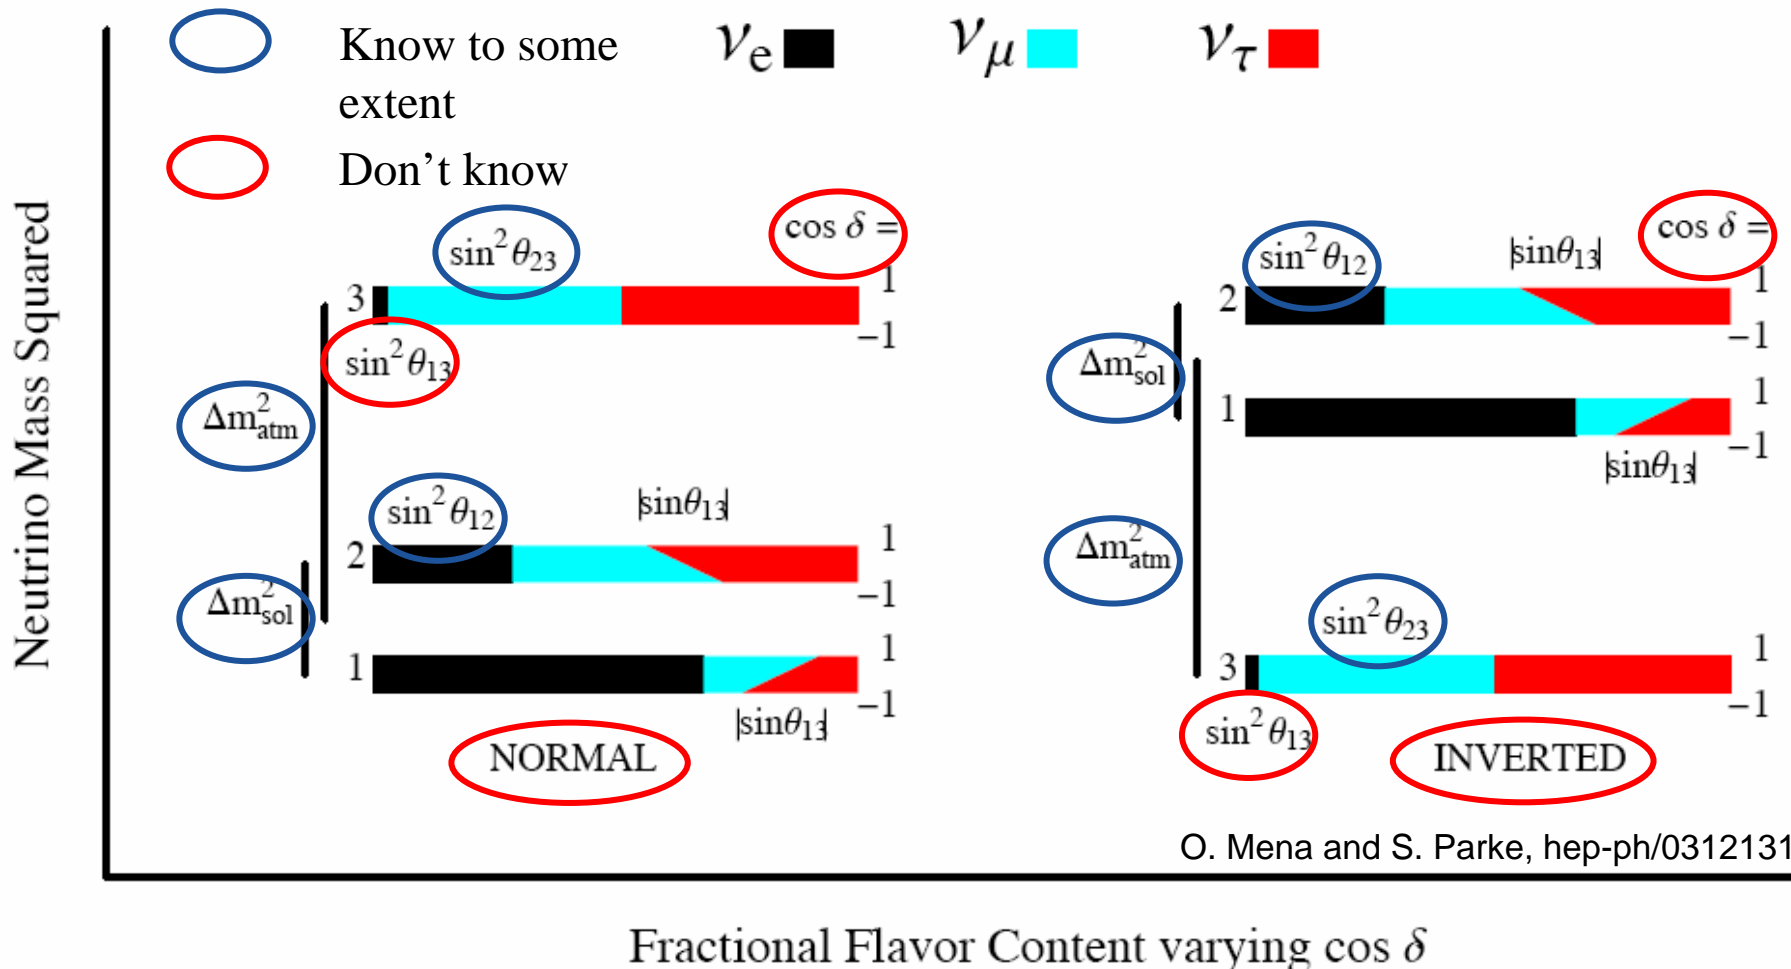 Know to some extent
νe
νμ
ντ
Don’t know
Neutrino Mass Squared
sin²θ23
cos δ =
3
1
−1
sin²θ13
Δm²atm
sin²θ12
|sinθ13|
2
1
−1
Δm²sol
1
1
−1
|sinθ13|
NORMAL
sin²θ12
|sinθ13|
cos δ =
2
1
−1
Δm²sol
1
1
−1
|sinθ13|
Δm²atm
sin²θ23
3
1
−1
sin²θ13
INVERTED
O. Mena and S. Parke, hep-ph/0312131
Fractional Flavor Content varying cos δ